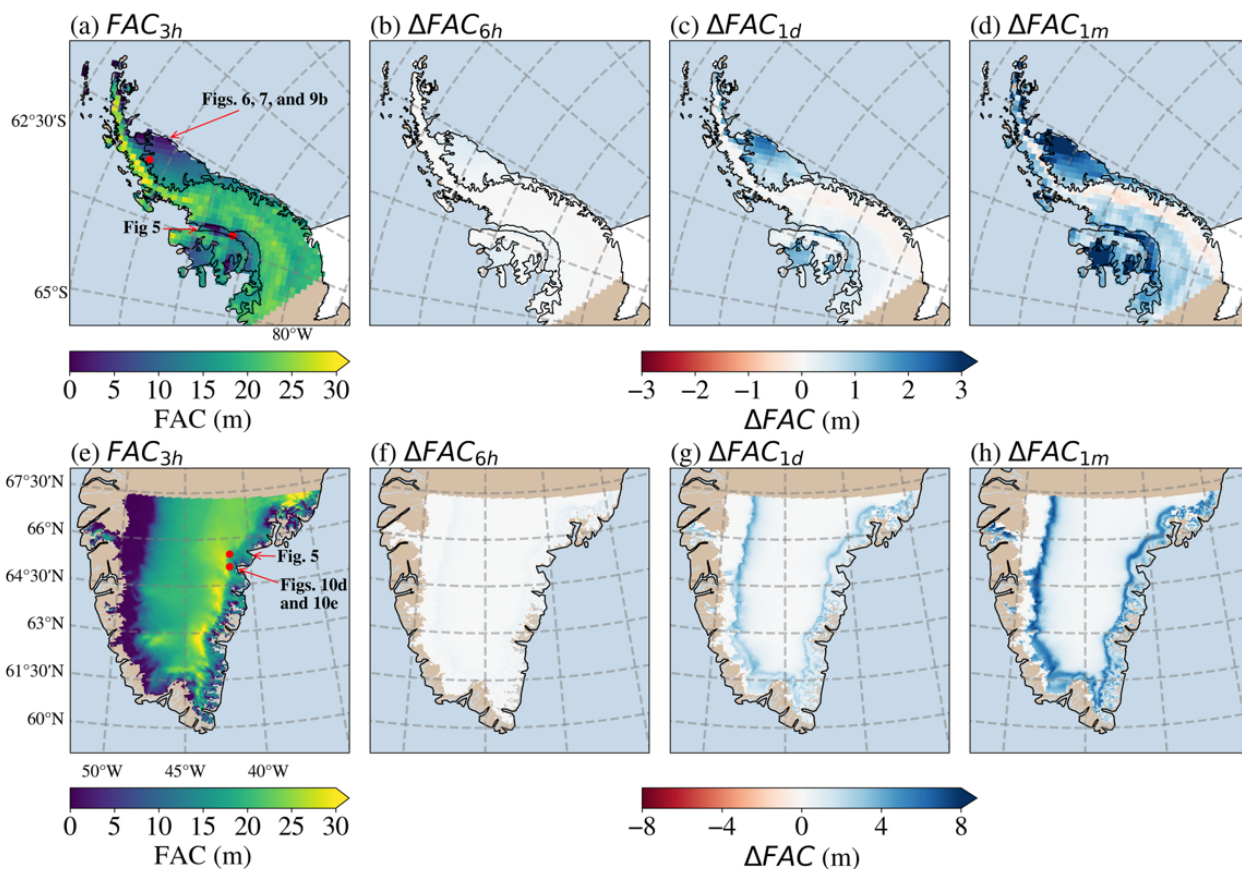 (a) FAC3h
(b) ΔFAC6h
(c) ΔFAC1d
(d) ΔFAC1m
Figs. 6, 7, and 9b
62°30'S
Fig 5
65°S
80°W
0 5 10 15 20 25 30
FAC (m)
−3 −2 −1 0 1 2 3
ΔFAC (m)
(e) FAC3h
(f) ΔFAC6h
(g) ΔFAC1d
(h) ΔFAC1m
67°30'N
66°N
Fig. 5
64°30'N
Figs. 10d
and 10e
63°N
61°30'N
60°N
50°W 45°W 40°W
0 5 10 15 20 25 30
FAC (m)
−8 −4 0 4 8
ΔFAC (m)